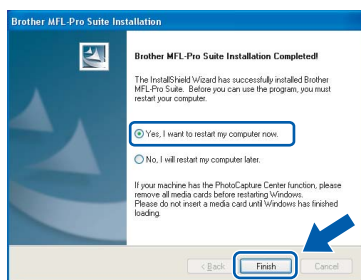 Brother MFL-Pro Suite Installation
Brother MFL-Pro Suite Installation Completed!
The InstallShield Wizard has successfully installed Brother
MFL-Pro Suite. Before you can use the program, you must
restart your computer.
Yes, I want to restart my computer now.
No, I will restart my computer later.
If your machine has the PhotoCapture Center function, please
remove all media cards before restarting Windows.
Please do not insert a media card until Windows has finished
loading.
< Back
Finish
Cancel